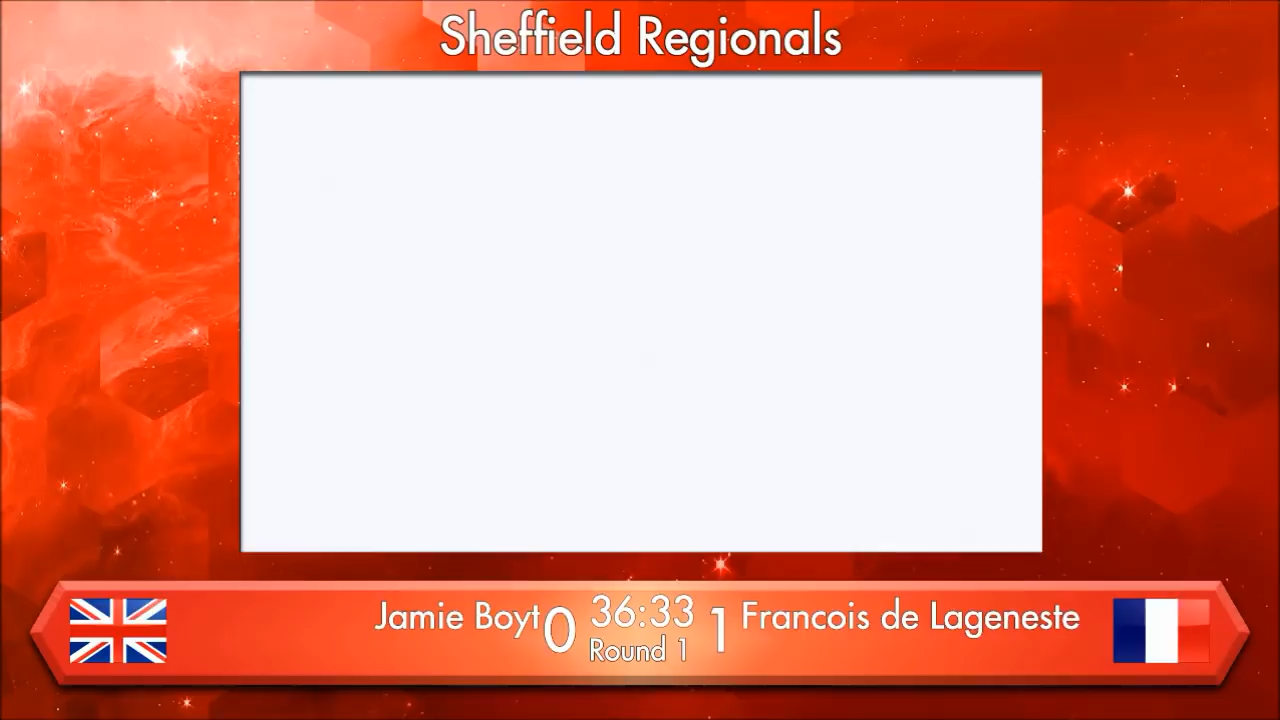 Sheffield Regionals
Jamie Boyt 0 36:33 1 Francois de Lageneste
Round 1